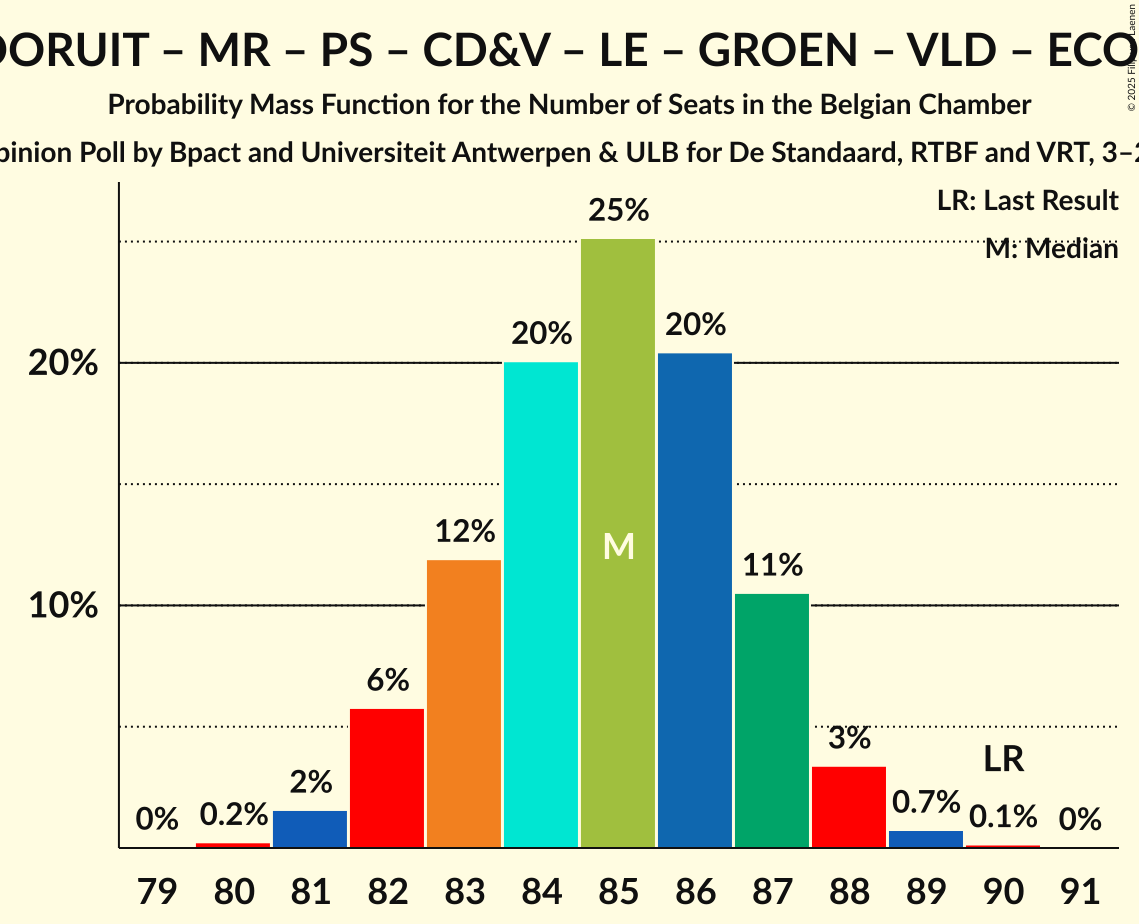 OORUIT – MR – PS – CD&V – LE – GROEN – VLD – ECO
Probability Mass Function for the Number of Seats in the Belgian Chamber
pinion Poll by Bpact and Universiteit Antwerpen & ULB for De Standaard, RTBF and VRT, 3–2
© 2025 Laenen
LR: Last Result
M: Median
25%
20%
20%
20%
12%
M
11%
10%
6%
3%
LR
2%
0.7%
0%
0.2%
0.1%
0%
79 80 81 82 83 84 85 86 87 88 89 90 91